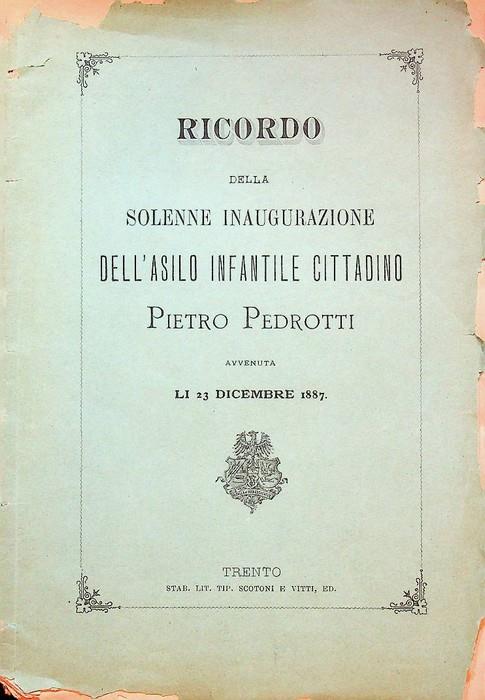 RICORDO
DELLA
SOLENNE INAUGURAZIONE
DELL'ASILO INFANTILE CITTADINO
PIETRO PEDROTTI
AVVENUTA
LI 23 DICEMBRE 1887.
TRENTO
STAB. LIT. TIP. SCOTONI E VITTI, ED.